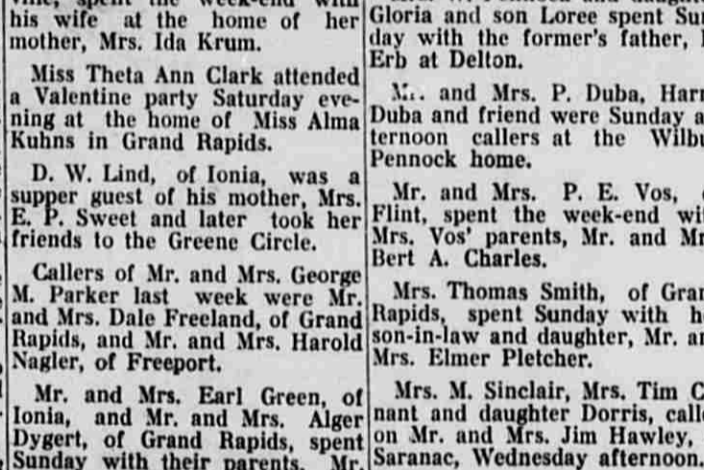 his wife at the home of her
mother, Mrs. Ida Krum.
Miss Theta Ann Clark attended
a Valentine party Saturday eve-
ning at the home of Miss Alma
Kuhns in Grand Rapids.
D. W. Lind, of Ionia, was a
supper guest of his mother, Mrs.
E. P. Sweet and later took her
friends to the Greene Circle.
Callers of Mr. and Mrs. George
M. Parker last week were Mr.
and Mrs. Dale Freeland, of Grand
Rapids, and Mr. and Mrs. Harold
Nagler, of Freeport.
Mr. and Mrs. Earl Green, of
Ionia, and Mr. and Mrs. Alger
Dygert, of Grand Rapids, spent
Sunday with their parents, Mr.
Gloria and son Loree spent Sun
day with the former's father,
Erb at Delton.
and Mrs. P. Duba, Harr
Duba and friend were Sunday a
ternoon callers at the Wilbu
Pennock home.
Mr. and Mrs. P. E. Vos,
Flint, spent the week-end wit
Mrs. Vos' parents, Mr. and Mr
Bert A. Charles.
Mrs. Thomas Smith, of Gran
Rapids, spent Sunday with h
son-in-law and daughter, Mr. an
Mrs. Elmer Pletcher.
Mrs. M. Sinclair, Mrs. Tim C
nant and daughter Dorris, calle
on Mr. and Mrs. Jim Hawley,
Saranac, Wednesday afternoon.